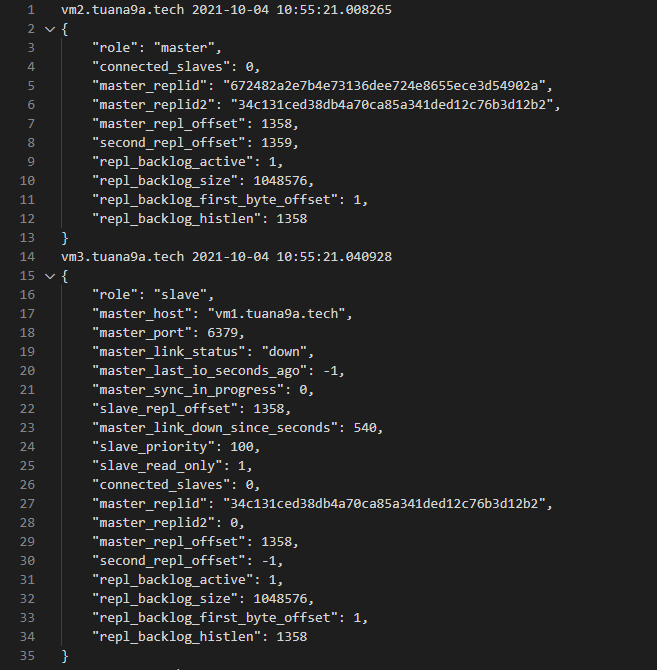 1 vm2.tuana9a.tech 2021-10-04 10:55:21.008265
2 {
3 "role": "master",
4 "connected_slaves": 0,
5 "master_replid": "672482a2e7b4e73136dee724e8655ece3d54902a",
6 "master_replid2": "34c131ced38db4a70ca85a341ded12c76b3d12b2",
7 "master_repl_offset": 1358,
8 "second_repl_offset": 1359,
9 "repl_backlog_active": 1,
10 "repl_backlog_size": 1048576,
11 "repl_backlog_first_byte_offset": 1,
12 "repl_backlog_histlen": 1358
13 }
14 vm3.tuana9a.tech 2021-10-04 10:55:21.040928
15 {
16 "role": "slave",
17 "master_host": "vm1.tuana9a.tech",
18 "master_port": 6379,
19 "master_link_status": "down",
20 "master_last_io_seconds_ago": -1,
21 "master_sync_in_progress": 0,
22 "slave_repl_offset": 1358,
23 "master_link_down_since_seconds": 540,
24 "slave_priority": 100,
25 "slave_read_only": 1,
26 "connected_slaves": 0,
27 "master_replid": "34c131ced38db4a70ca85a341ded12c76b3d12b2",
28 "master_replid2": 0,
29 "master_repl_offset": 1358,
30 "second_repl_offset": -1,
31 "repl_backlog_active": 1,
32 "repl_backlog_size": 1048576,
33 "repl_backlog_first_byte_offset": 1,
34 "repl_backlog_histlen": 1358
35 }